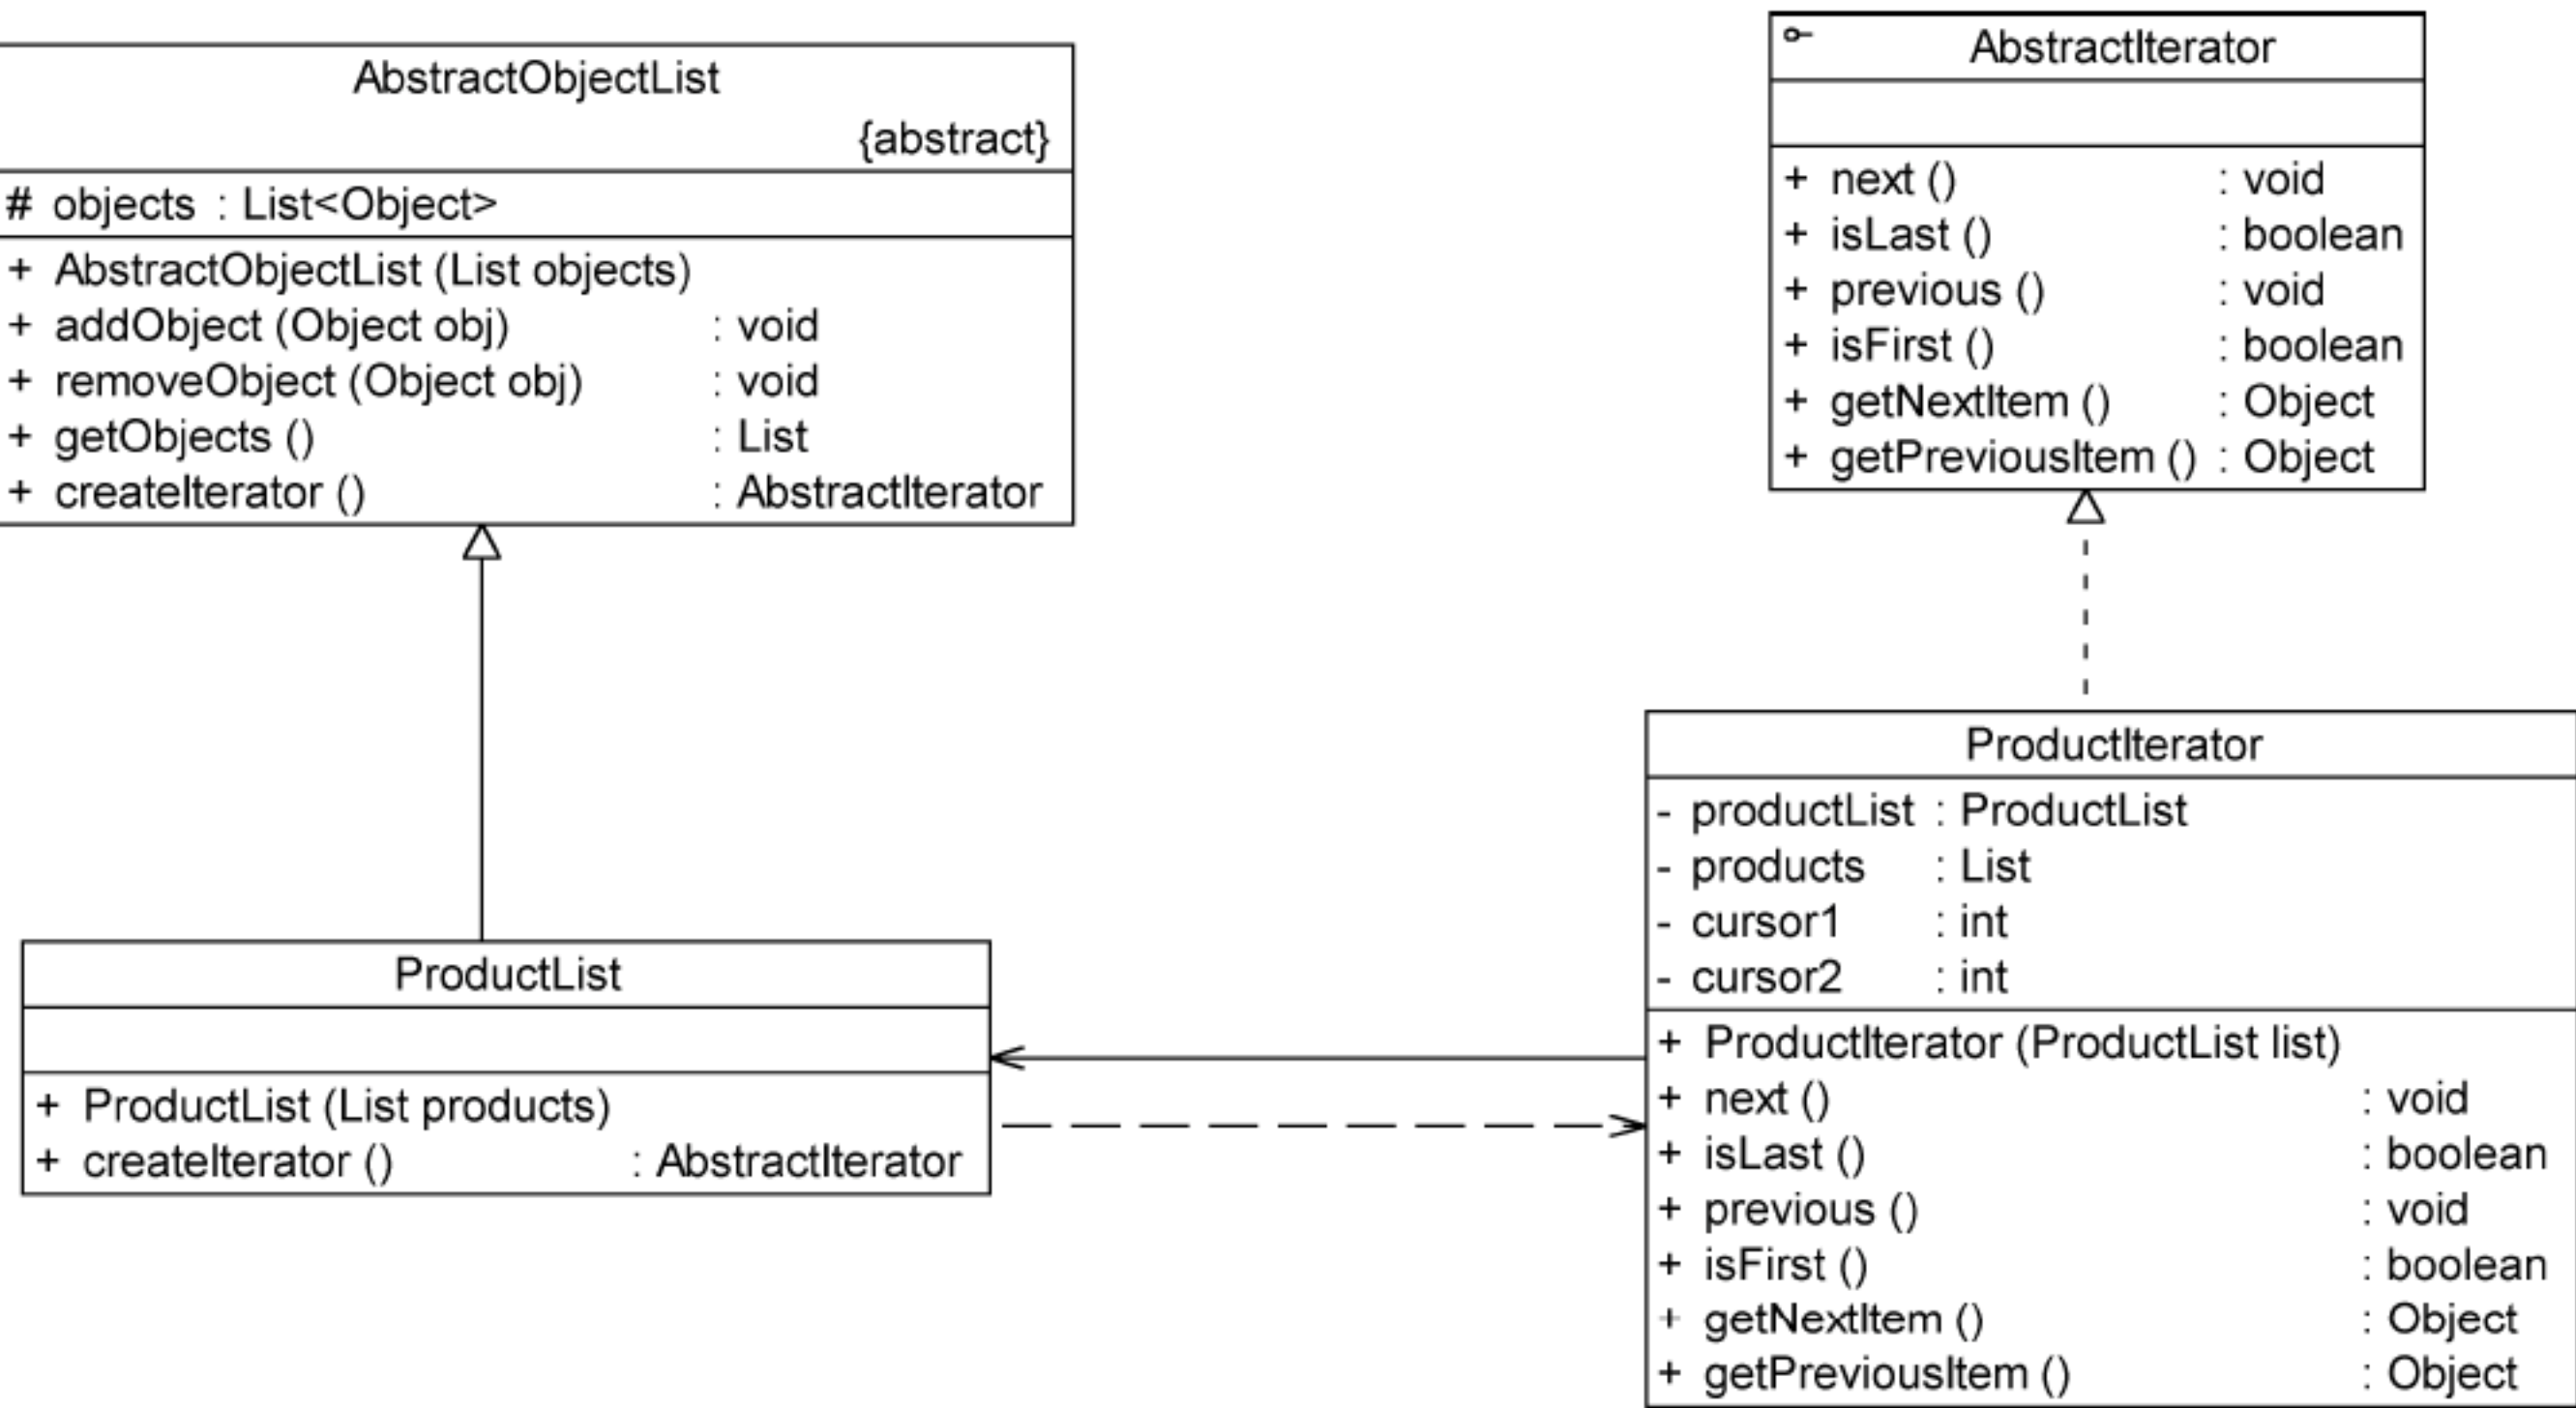 AbstractObjectList
{abstract}
# objects : List<Object>
+ AbstractObjectList (List objects)
+ addObject (Object obj) : void
+ removeObject (Object obj) : void
+ getObjects () : List
+ createIterator () : AbstractIterator
AbstractIterator
+ next () : void
+ isLast () : boolean
+ previous () : void
+ isFirst () : boolean
+ getNextItem () : Object
+ getPreviousItem () : Object
ProductList
+ ProductList (List products)
+ createIterator () : AbstractIterator
ProductIterator
- productList : ProductList
- products : List
- cursor1 : int
- cursor2 : int
+ ProductIterator (ProductList list)
+ next () : void
+ isLast () : boolean
+ previous () : void
+ isFirst () : boolean
+ getNextItem () : Object
+ getPreviousItem () : Object